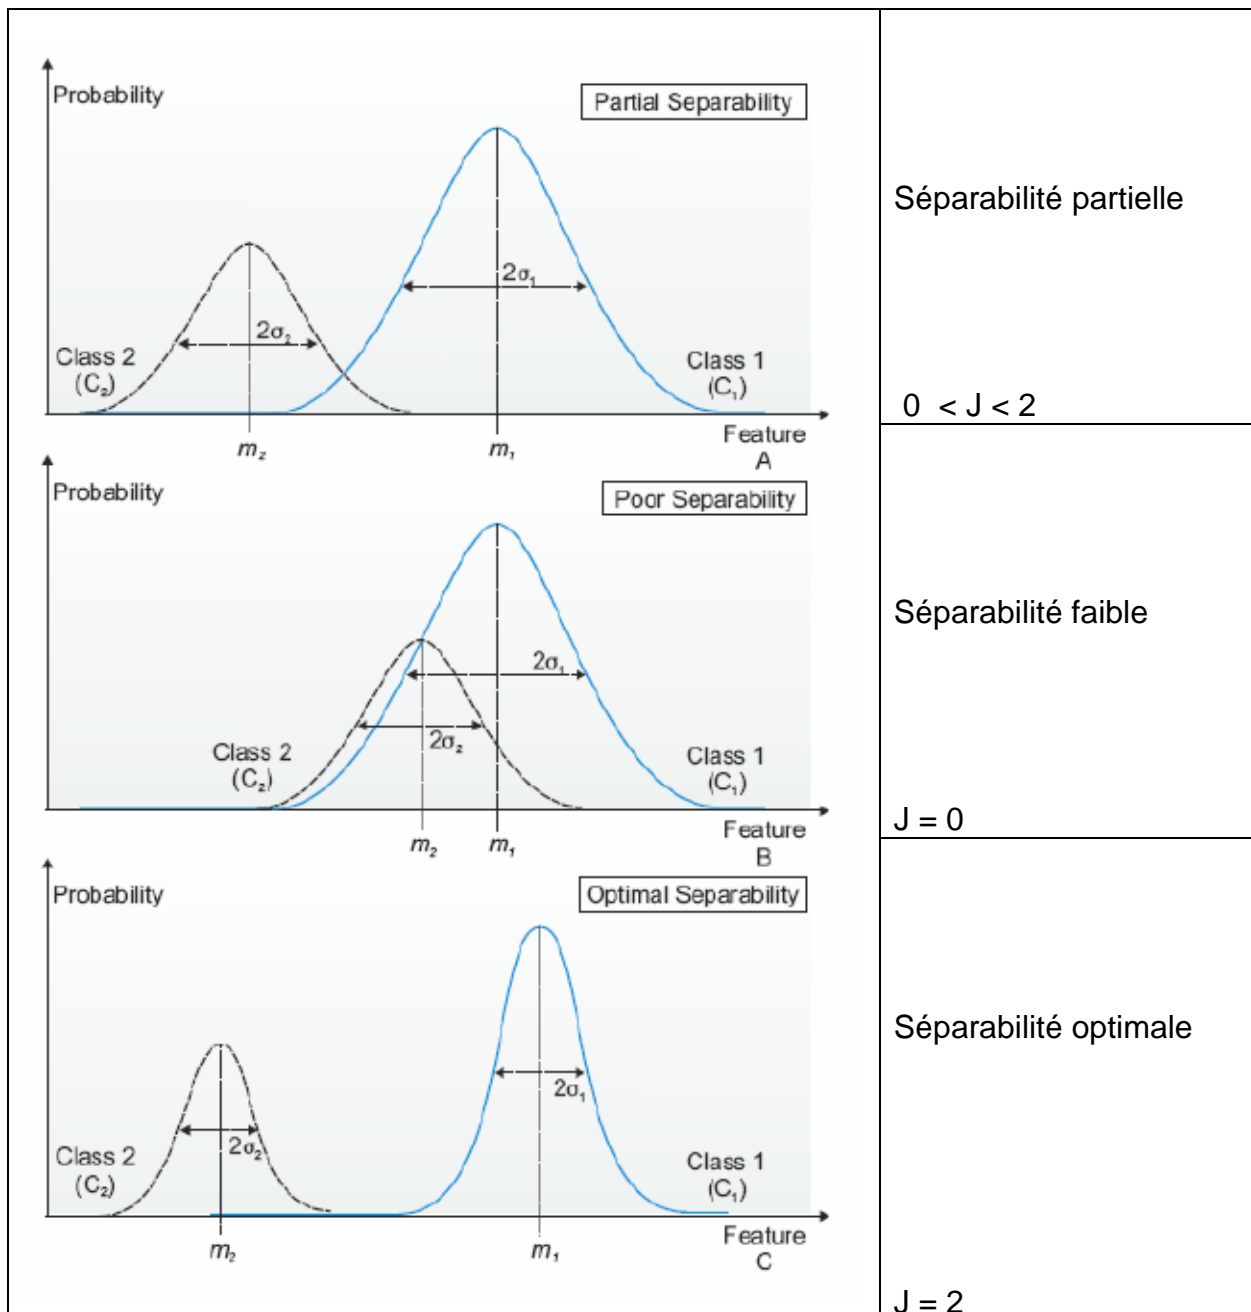 Probability
Partial Separability
2σ₁
2σ₂
Class 2
(C₂)
Class 1
(C₁)
m₂
m₁
Feature
A
Séparabilité partielle
0 < J < 2
Probability
Poor Separability
2σ₁
2σ₂
Class 2
(C₂)
Class 1
(C₁)
m₂
m₁
Feature
B
Séparabilité faible
J = 0
Probability
Optimal Separability
2σ₁
2σ₂
Class 2
(C₂)
Class 1
(C₁)
m₂
m₁
Feature
C
Séparabilité optimale
J = 2